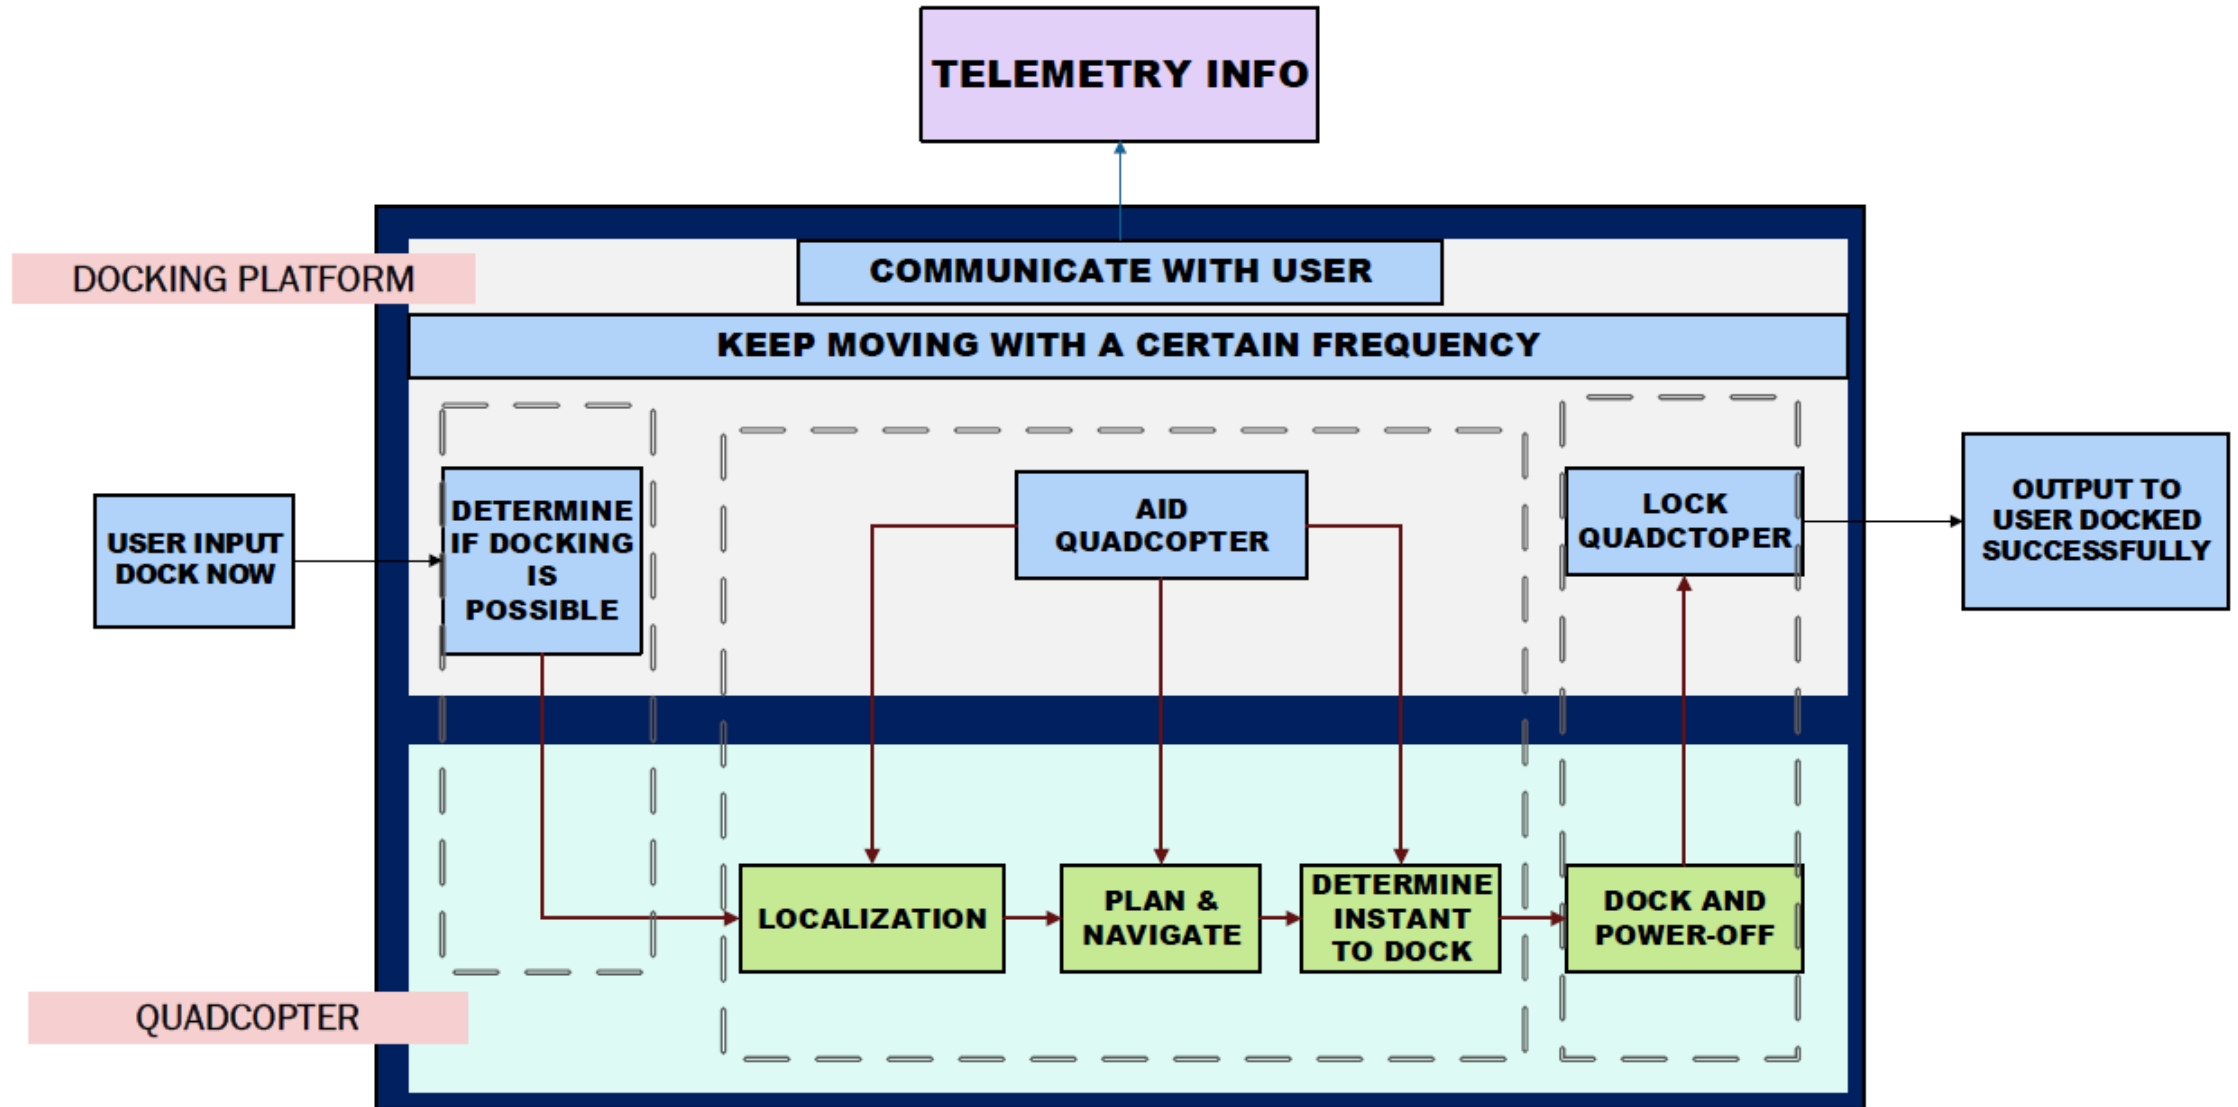 TELEMETRY INFO
DOCKING PLATFORM
COMMUNICATE WITH USER
KEEP MOVING WITH A CERTAIN FREQUENCY
USER INPUT
DOCK NOW
DETERMINE
IF DOCKING
IS
POSSIBLE
AID
QUADCOPTER
LOCK
QUADCTOPER
OUTPUT TO
USER DOCKED
SUCCESSFULLY
LOCALIZATION
PLAN &
NAVIGATE
DETERMINE
INSTANT
TO DOCK
DOCK AND
POWER-OFF
QUADCOPTER